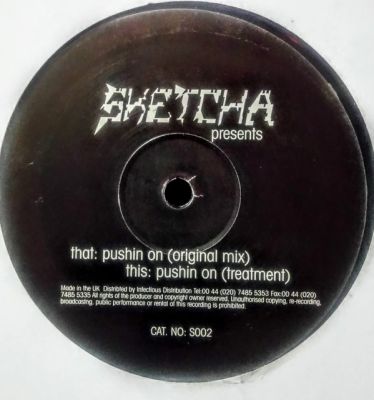 SKETCHA
presents
that: pushin on (original mix)
this: pushin on (treatment)
Made in the UK Distribted by Infectious Distribution Tel:00 44 (020) 7485 5353 Fax:00 44 (020)
7485 5335 All rights of the producer and copyright owner reserved. Unauthorised copying, re-recording,
broadcasting, public performance or rental of this recording is prohibited.
CAT. NO: S002